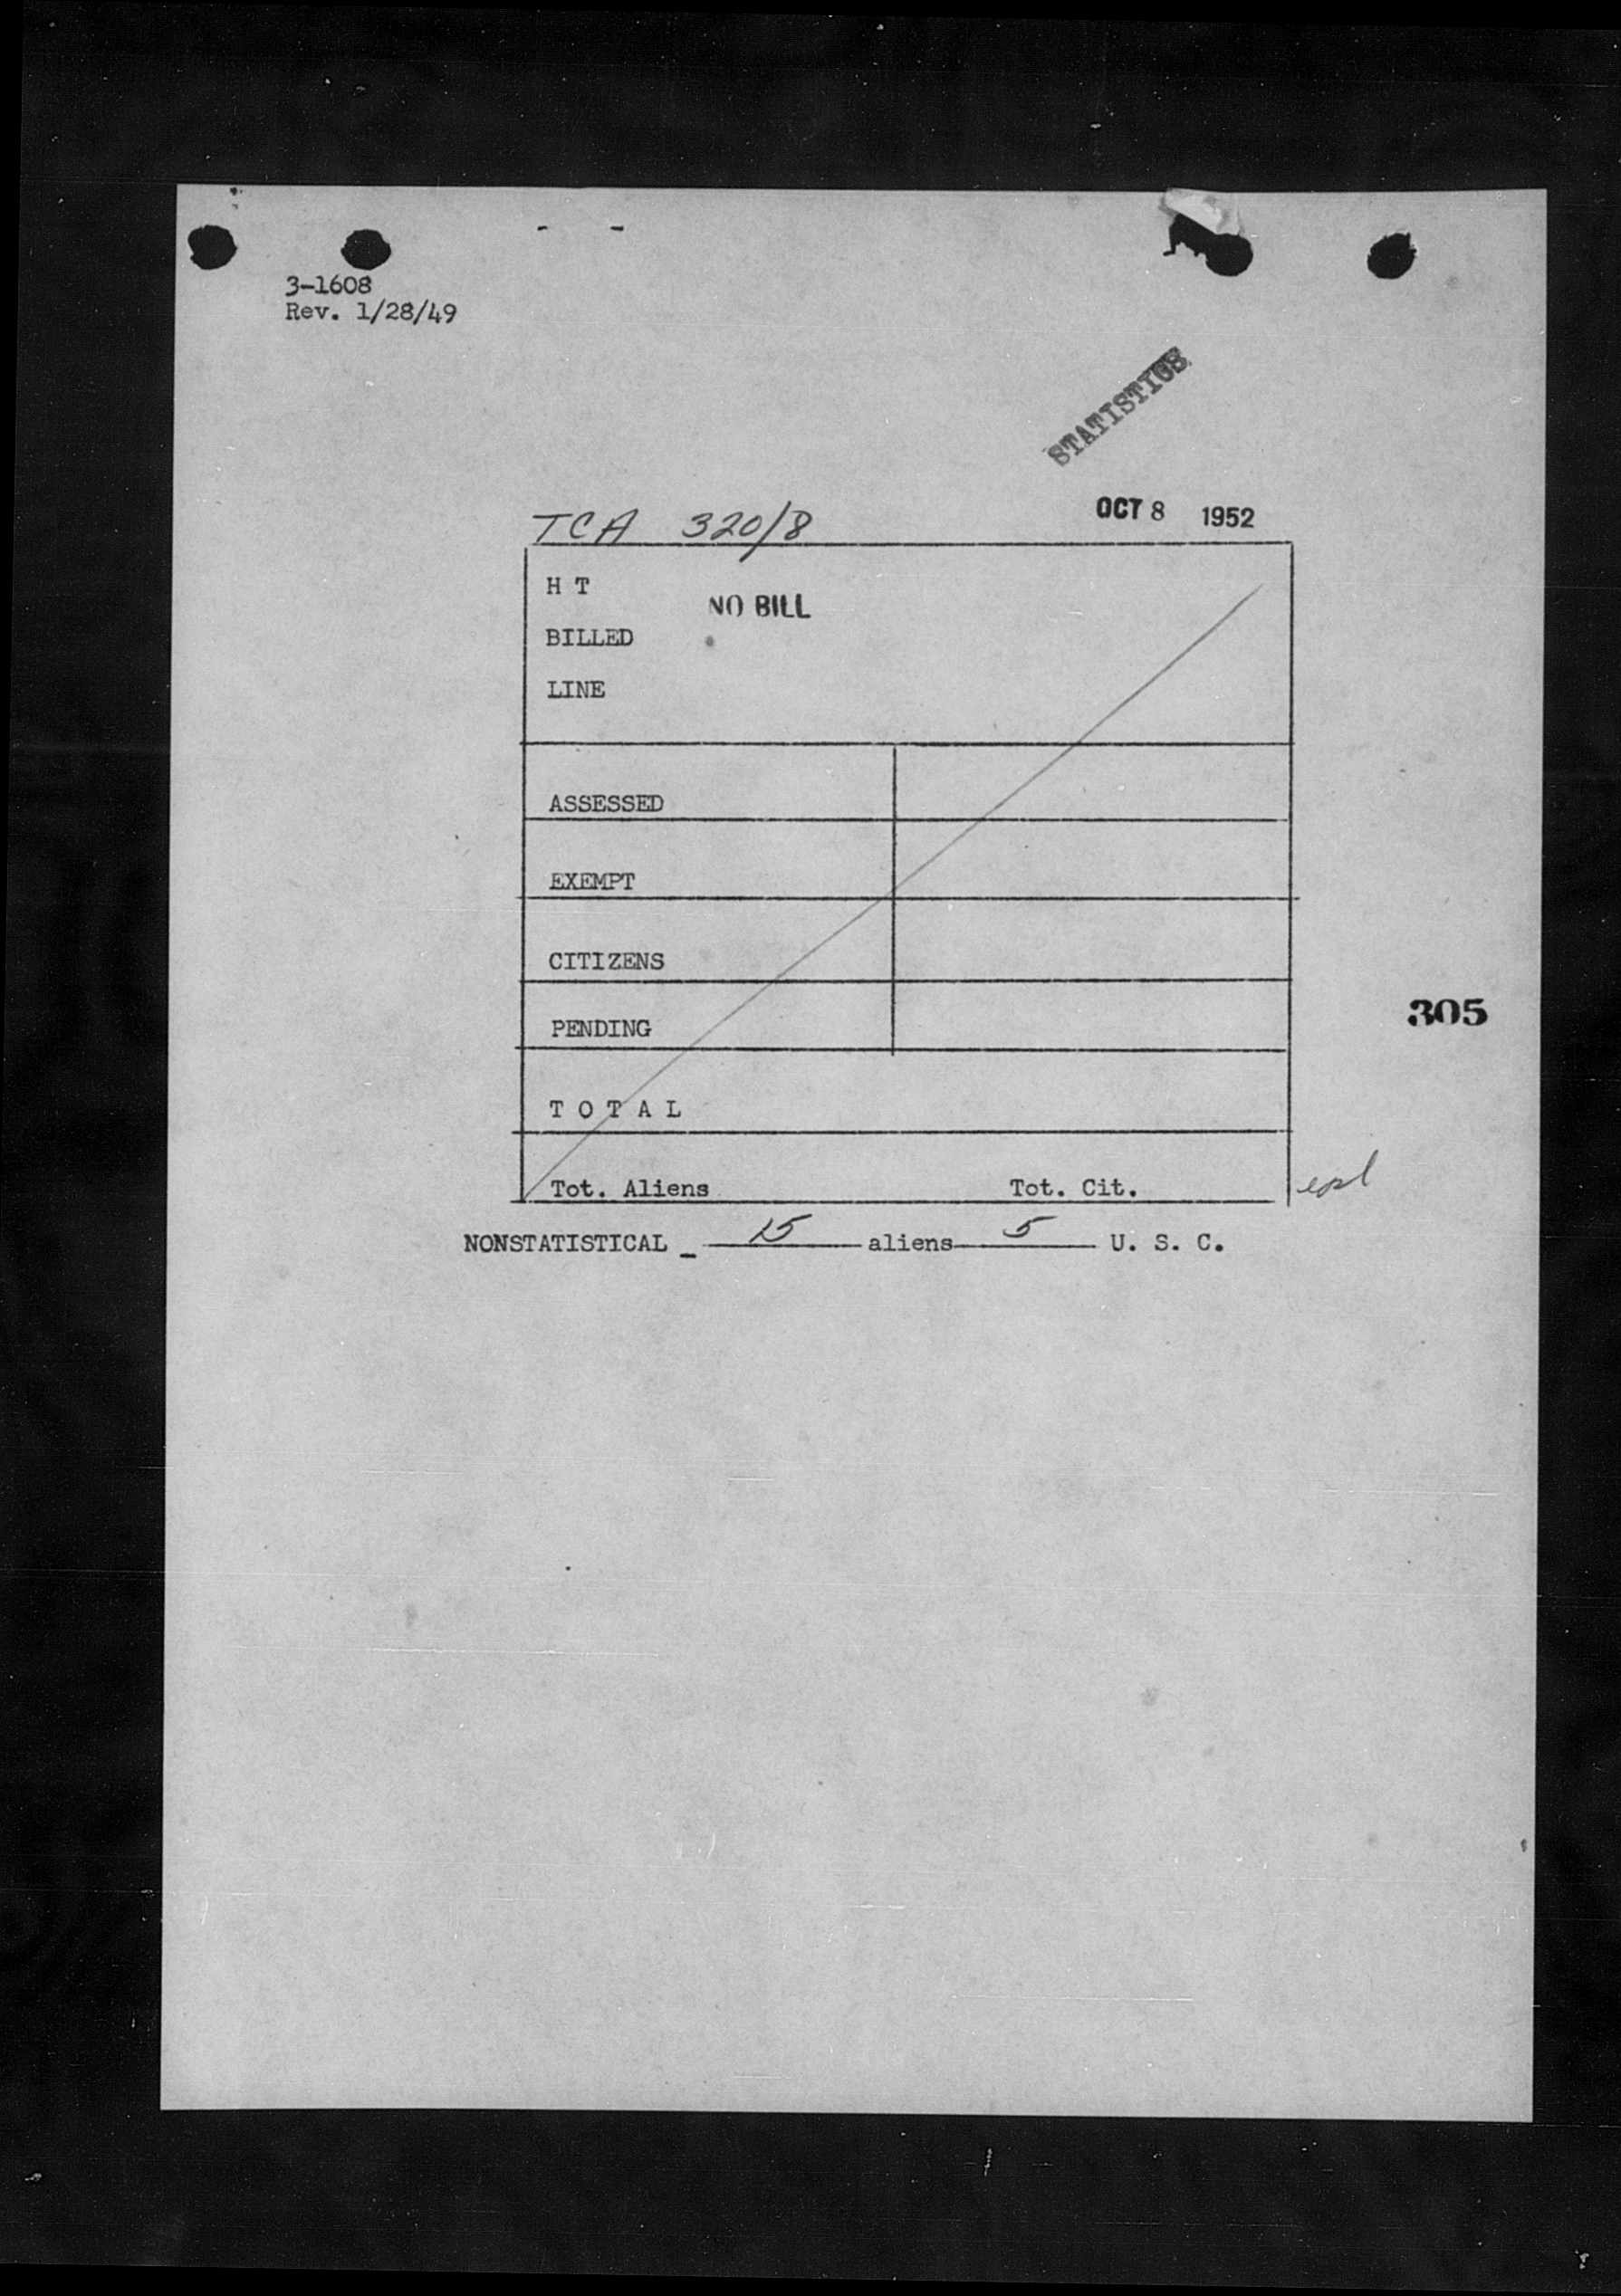 3-1608
Rev. 1/28/49
STATISTICS
TCA 320/8 OCT 8 1952
H T
NO BILL
BILLED
LINE
ASSESSED
EXEMPT
CITIZENS
305
PENDING
T O T A L
Tot. Aliens Tot. Cit.
NONSTATISTICAL _ 15 aliens 5 U. S. C.